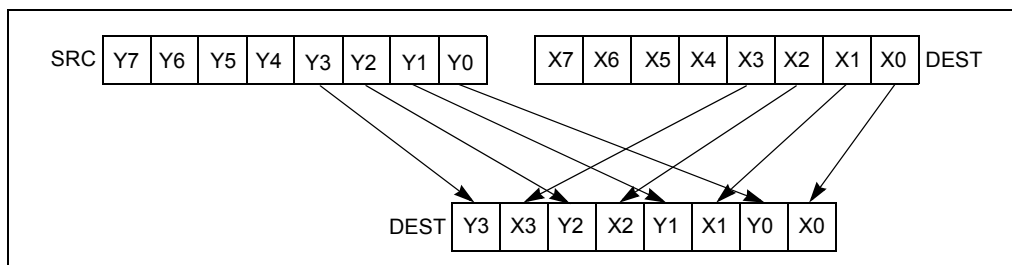 SRC Y7 Y6 Y5 Y4 Y3 Y2 Y1 Y0 X7 X6 X5 X4 X3 X2 X1 X0 DEST
DEST Y3 X3 Y2 X2 Y1 X1 Y0 X0